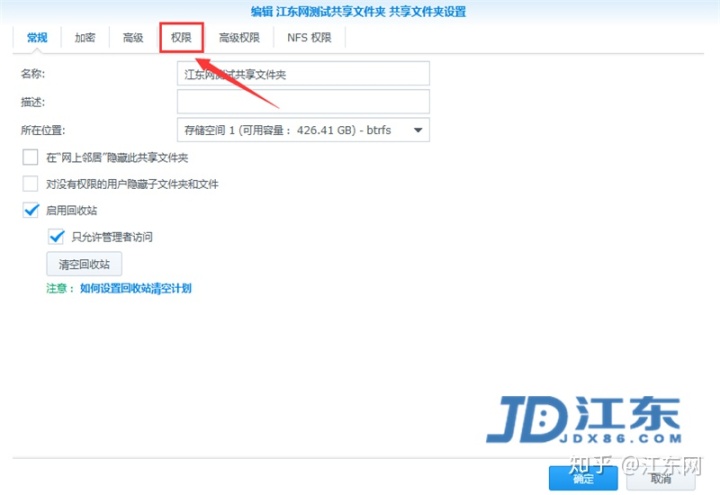 编辑 江东网测试共享文件夹 共享文件夹设置
常规 加密 高级 权限 高级权限 NFS 权限
名称: 江东网测试共享文件夹
描述:
所在位置: 存储空间 1 (可用容量: 426.41 GB) - btrfs
在"网上邻居"隐藏此共享文件夹
对没有权限的用户隐藏子文件夹和文件
启用回收站
只允许管理者访问
清空回收站
注意: 如何设置回收站清空计划
JD江东
JDX86.COM
知乎 @江东网
确定 取消